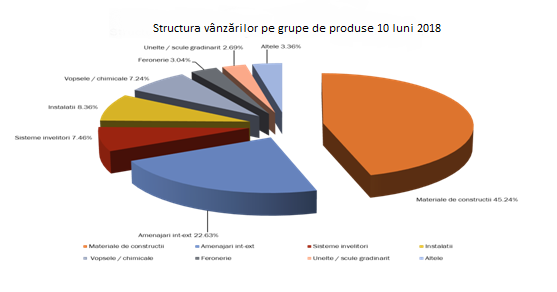 Structura vânzărilor pe grupe de produse 10 Iuni 2018
Unelte / scule gradinarit 2.69%
Altele 3.36%
Feronerie 3.04%
Vopsele / chimicale 7.24%
Instalatii 8.36%
Sisteme invelitori 7.46%
Materiale de constructii 45.24%
Amenajari int-ext 22.63%
Materiale de constructii Amenajari int-ext Sisteme invelitori Instalatii
Vopsele / chimicale Feronerie Unelte / scule gradinarit Altele